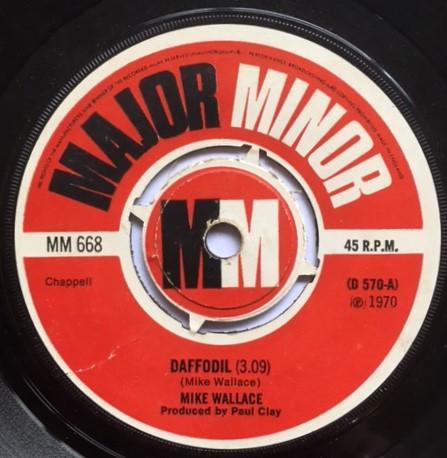 MAJOR MINOR
MM
MM 668
45 R.P.M.
Chappell
(D 570-A)
℗ 1970
DAFFODIL (3.09)
(Mike Wallace)
MIKE WALLACE
Produced by Paul Clay